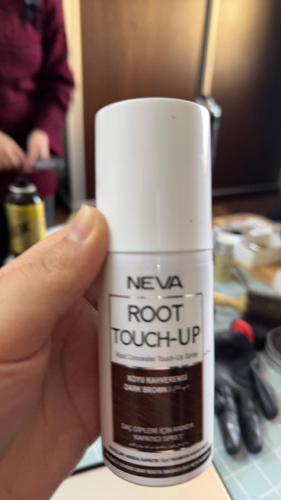 NEVA
ROOT
TOUCH-UP
Root Concealer Touch-Up Spray
KOYU KAHVERENGİ
DARK BROWN /
SAÇ DİPLERİ İÇİN ANINDA
KAPATICI SPREY